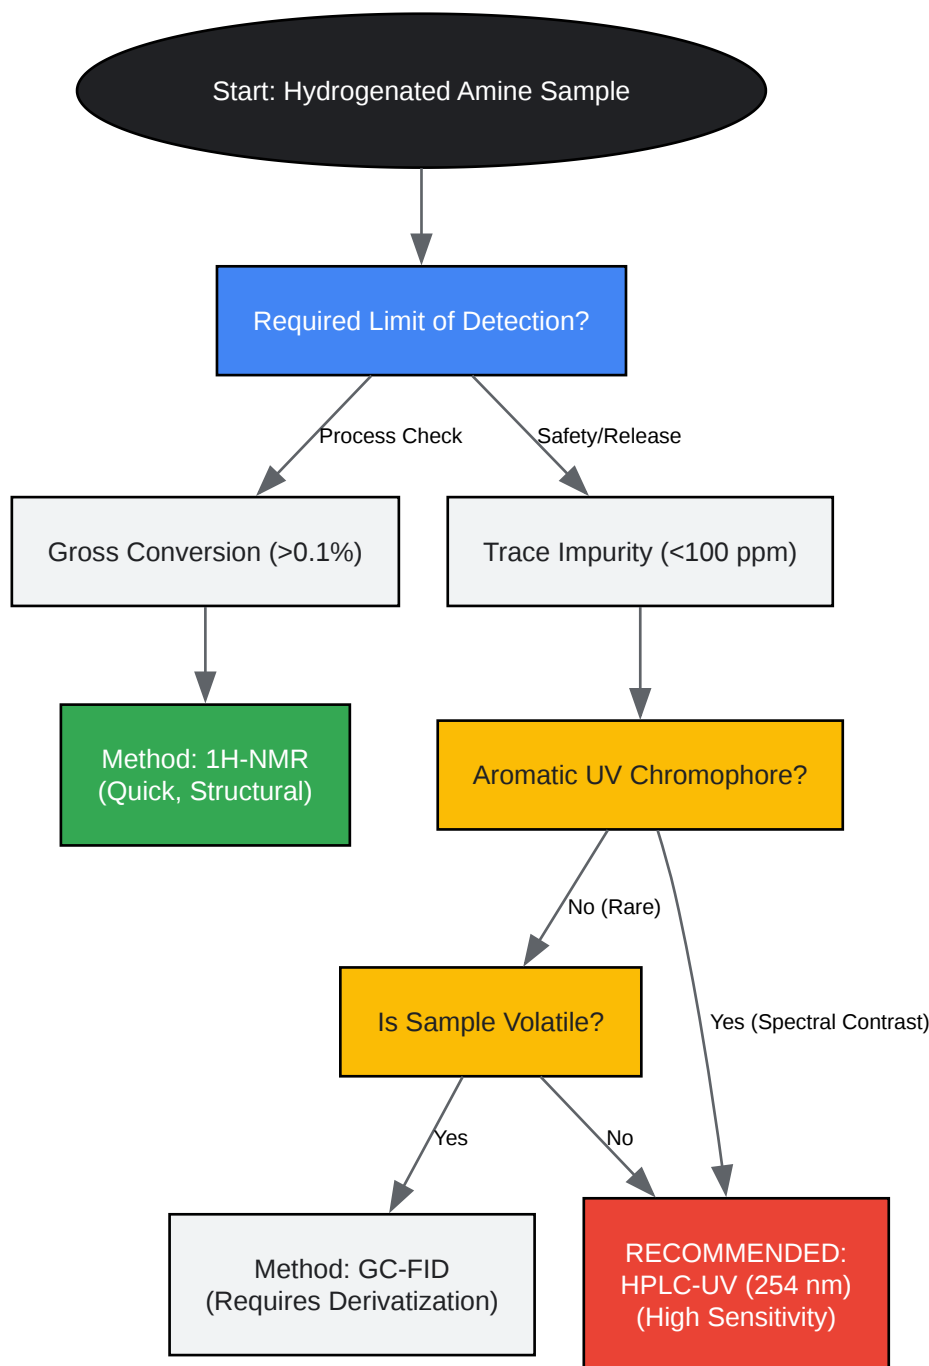 Start: Hydrogenated Amine Sample
Required Limit of Detection?
Process Check
Safety/Release
Gross Conversion (>0.1%)
Trace Impurity (<100 ppm)
Method: 1H-NMR
(Quick, Structural)
Aromatic UV Chromophore?
No (Rare)
Is Sample Volatile?
Yes (Spectral Contrast)
Yes
No
Method: GC-FID
(Requires Derivatization)
RECOMMENDED:
HPLC-UV (254 nm)
(High Sensitivity)